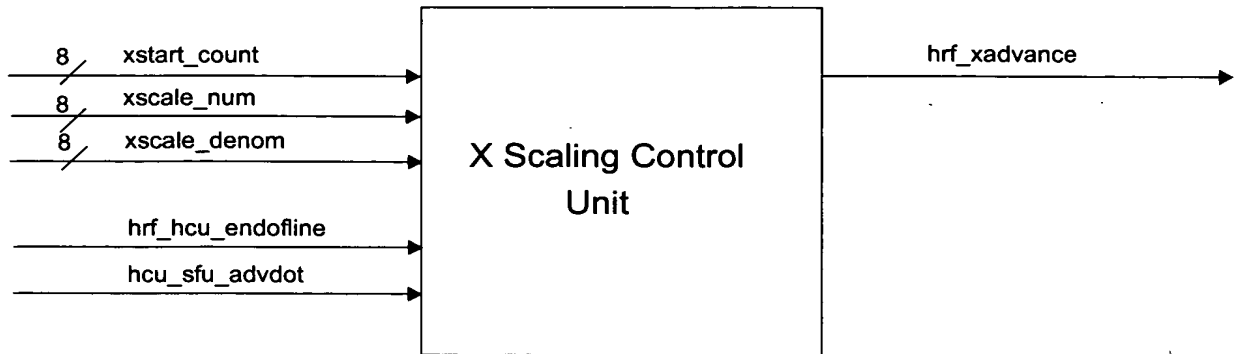 8 xstart_count
8 xscale_num
8 xscale_denom
hrf_hcu_endofline
hcu_sfu_advdot
X Scaling Control
Unit
hrf_xadvance